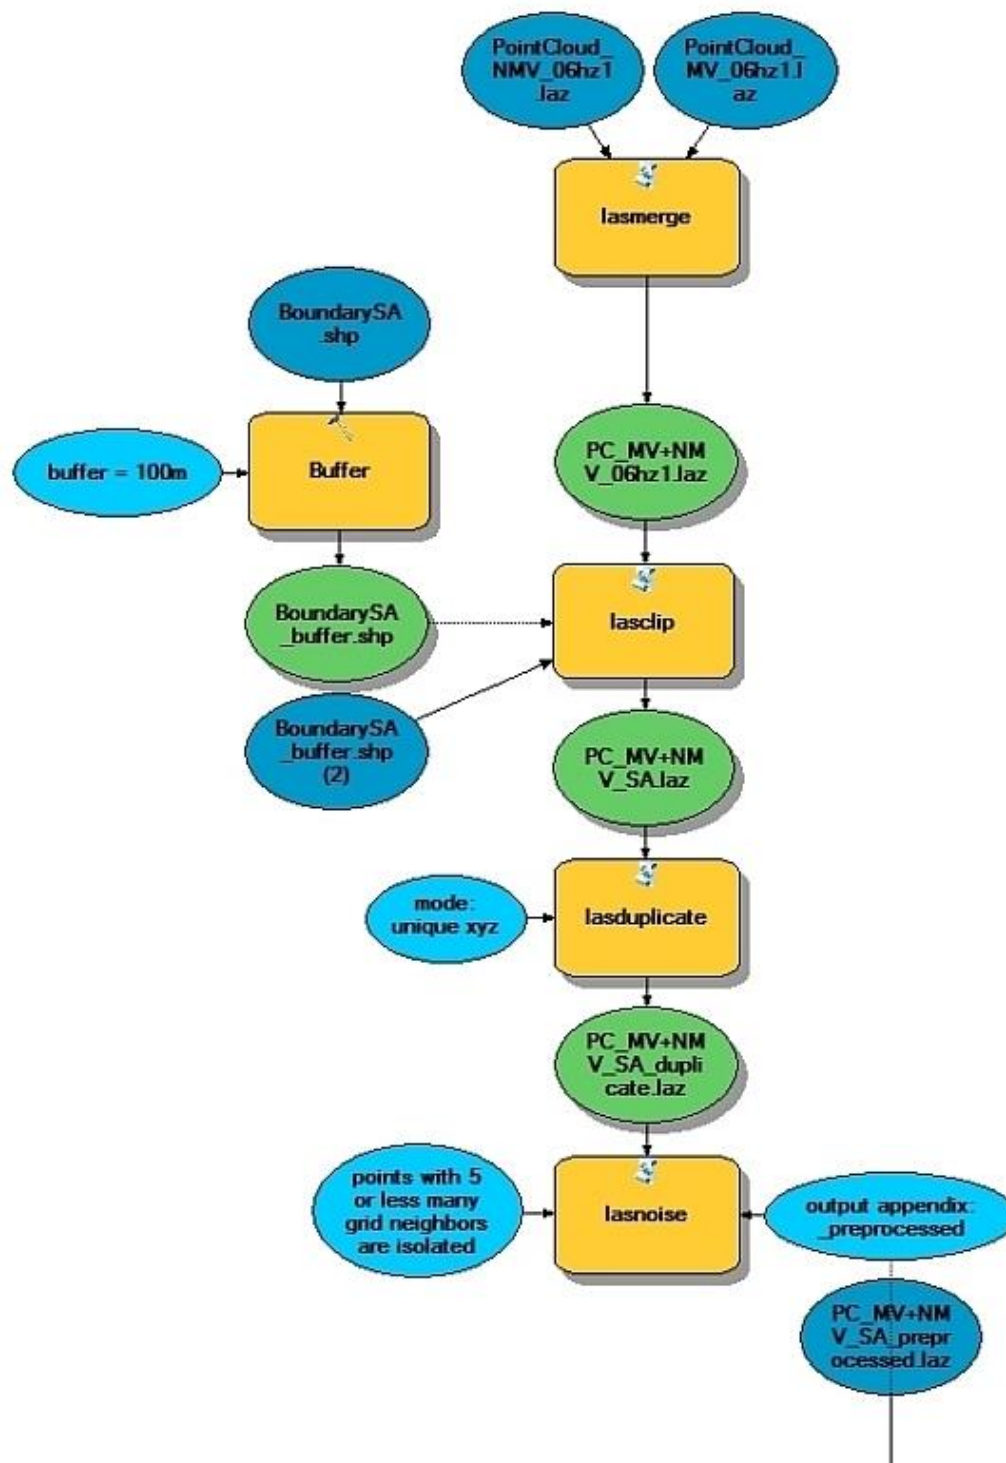 PointCloud_
NMV_06hz1
.laz
PointCloud_
MV_06hz1.l
az
lasmerge
BoundarySA
.shp
buffer = 100m
Buffer
PC_MV+NM
V_06hz1.laz
BoundarySA
_buffer.shp
lasclip
BoundarySA
_buffer.shp
(2)
PC_MV+NM
V_SA.laz
mode:
unique xyz
lasduplicate
PC_MV+NM
V_SA_dupli
cate.laz
points with 5
or less many
grid neighbors
are isolated
lasnoise
output appendix:
_preprocessed
PC_MV+NM
V_SA_prepr
ocessed.laz